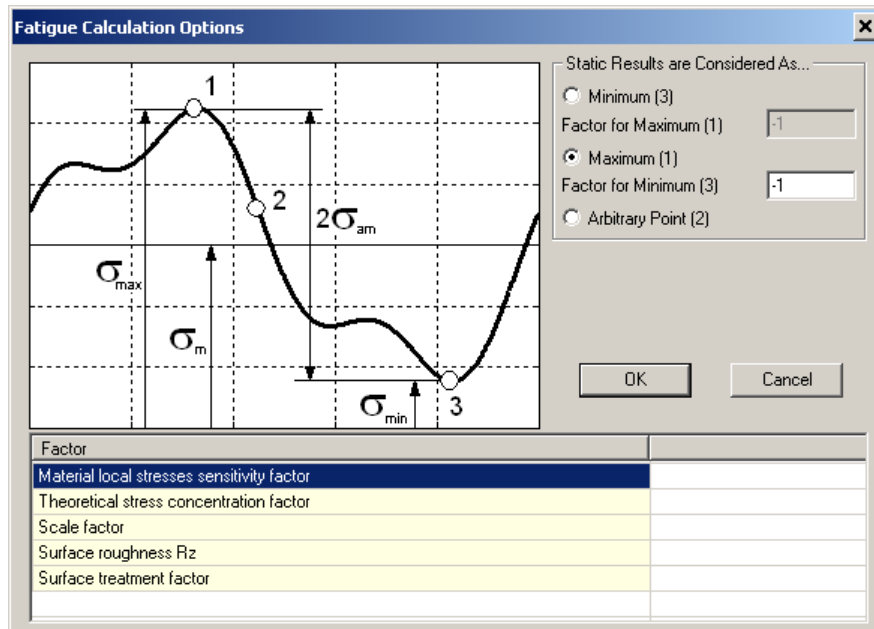 Fatigue Calculation Options
1
2
2σam
σmax
σm
σmin
3
Static Results are Considered As...
Minimum (3)
Factor for Maximum (1) -1
Maximum (1)
Factor for Minimum (3) -1
Arbitrary Point (2)
OK Cancel
Factor
Material local stresses sensitivity factor
Theoretical stress concentration factor
Scale factor
Surface roughness Rz
Surface treatment factor